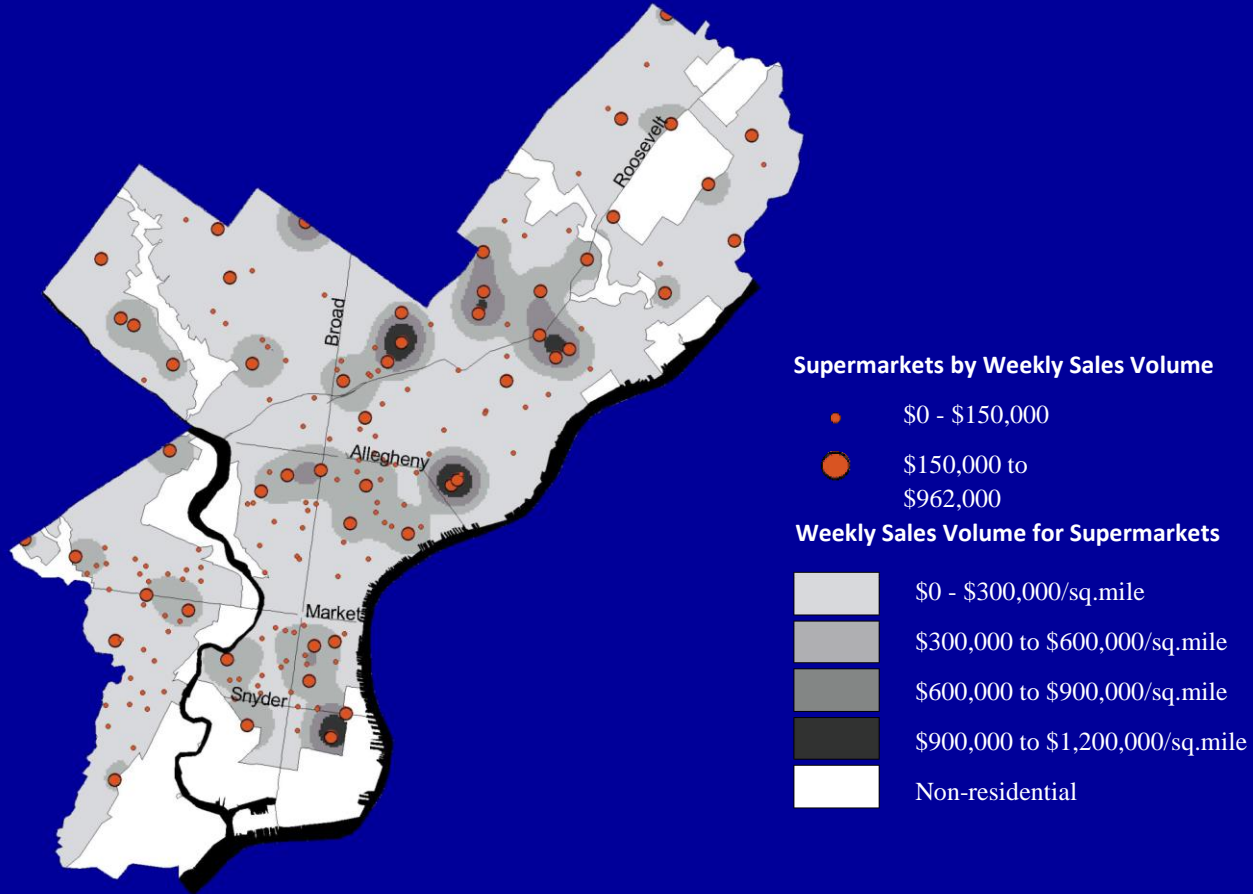 Roosevelt
Broad
Allegheny
Market
Snyder
Supermarkets by Weekly Sales Volume
$0 - $150,000
$150,000 to
$962,000
Weekly Sales Volume for Supermarkets
$0 - $300,000/sq.mile
$300,000 to $600,000/sq.mile
$600,000 to $900,000/sq.mile
$900,000 to $1,200,000/sq.mile
Non-residential